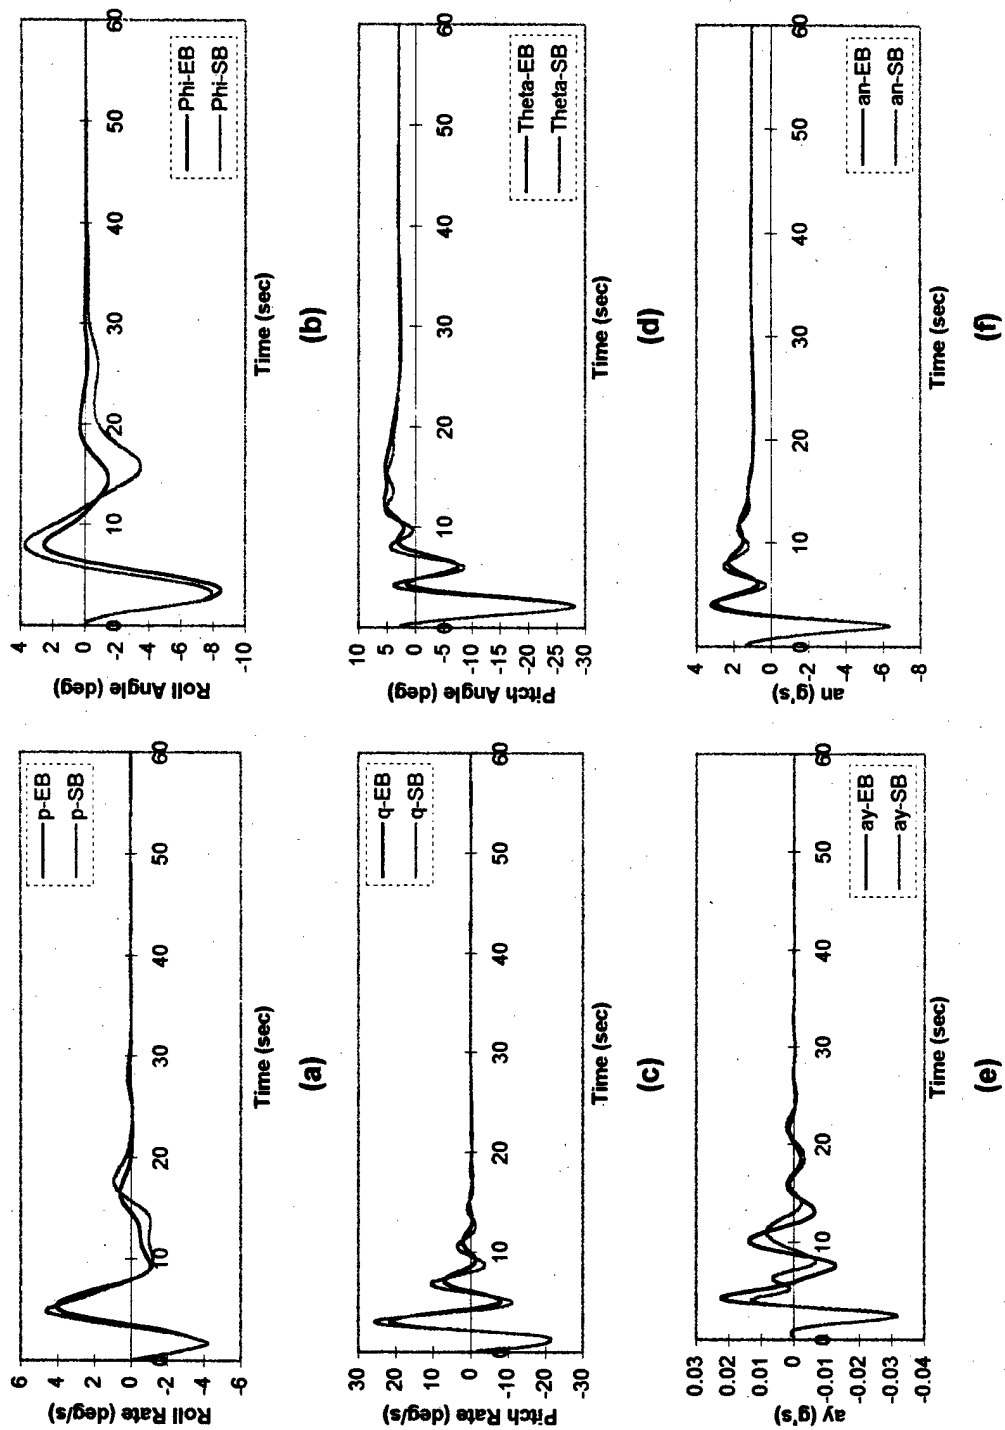 6
4
2
0
-2
-4
-6
Roll Rate (deg/s)
0
10
20
30
40
50
60
Time (sec)
p-EB
p-SB
(a)
4
2
0
-2
-4
-6
-8
-10
Roll Angle (deg)
0
10
20
30
40
50
60
Time (sec)
Phi-EB
Phi-SB
(b)
30
20
10
0
-10
-20
-30
Pitch Rate (deg/s)
10
20
30
40
50
60
Time (sec)
q-EB
q-SB
(c)
10
5
0
-5
-10
-15
-20
-25
-30
Pitch Angle (deg)
0
10
20
30
40
50
60
Time (sec)
Theta-EB
Theta-SB
(d)
0.03
0.02
0.01
0
-0.01
-0.02
-0.03
-0.04
ay (g's)
0
10
20
30
40
50
60
Time (sec)
ay-EB
ay-SB
(e)
4
2
0
-2
-4
-6
-8
an (g's)
0
10
20
30
40
50
60
Time (sec)
an-EB
an-SB
(f)